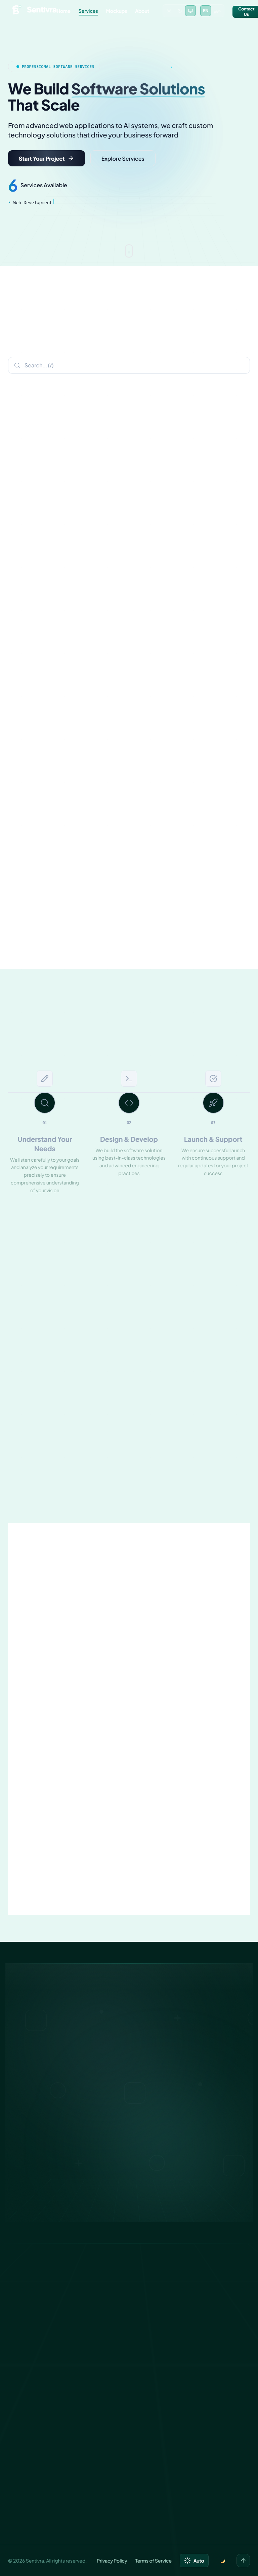 Services
EN
Contact
Us
PROFESSIONAL SOFTWARE SERVICES
We Build Software Solutions
That Scale
From advanced web applications to AI systems, we craft custom
technology solutions that drive your business forward
Start Your Project
Explore Services
6 Services Available
Web Development
Search... (/)
Understand Your
Needs
We listen carefully to your goals
and analyze your requirements
precisely to ensure
comprehensive understanding
of your vision
Design & Develop
We build the software solution
using best-in-class technologies
and advanced engineering
practices
Launch & Support
We ensure successful launch
with continuous support and
regular updates for your project
success
© 2026 Semtora. All rights reserved.
Privacy Policy
Terms of Service
Auto